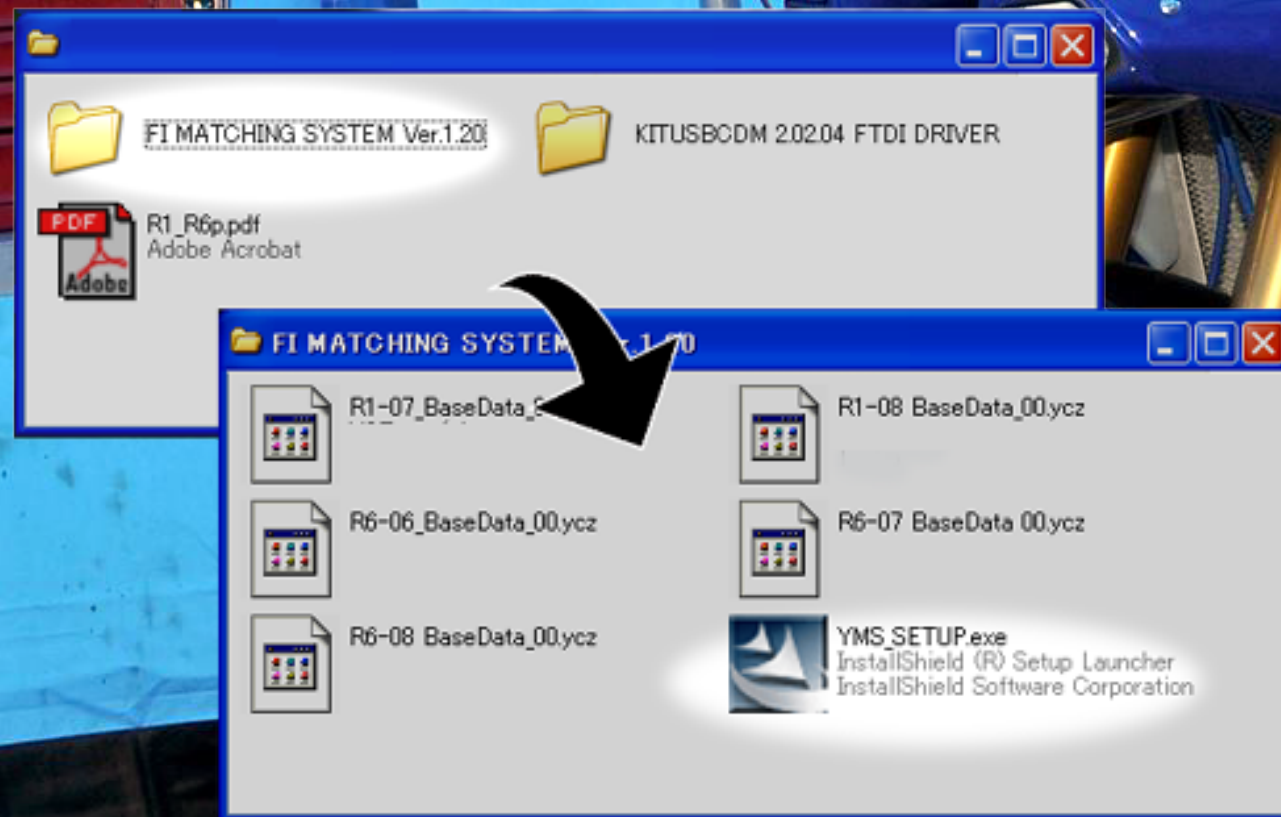 FI MATCHING SYSTEM Ver.1.20
KITUSBCDM 2.02.04 FTDI DRIVER
PDF
Adobe
R1_R6p.pdf
Adobe Acrobat
FI MATCHING SYSTEM
R1-07_BaseData_
R1-08 BaseData_00.ycz
R6-06_BaseData_00.ycz
R6-07 BaseData 00.ycz
R6-08 BaseData_00.ycz
YMS_SETUP.exe
InstallShield (R) Setup Launcher
InstallShield Software Corporation